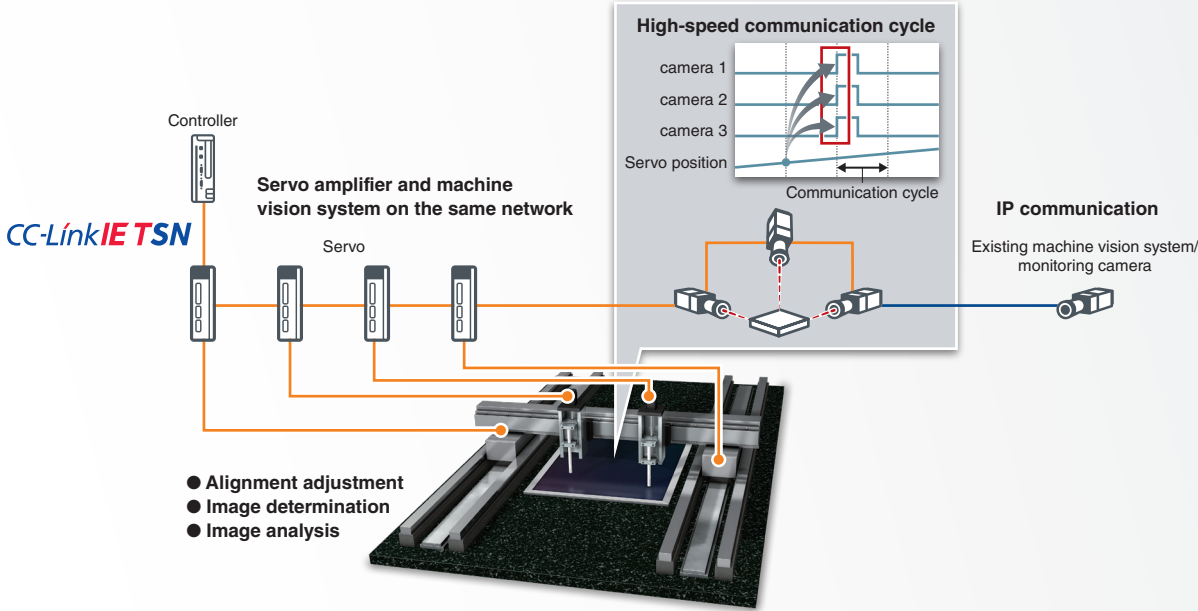 High-speed communication cycle
camera 1
camera 2
camera 3
Servo position
Communication cycle
Controller
CC-Link IE TSN
Servo amplifier and machine
vision system on the same network
Servo
IP communication
Existing machine vision system/
monitoring camera
● Alignment adjustment
● Image determination
● Image analysis